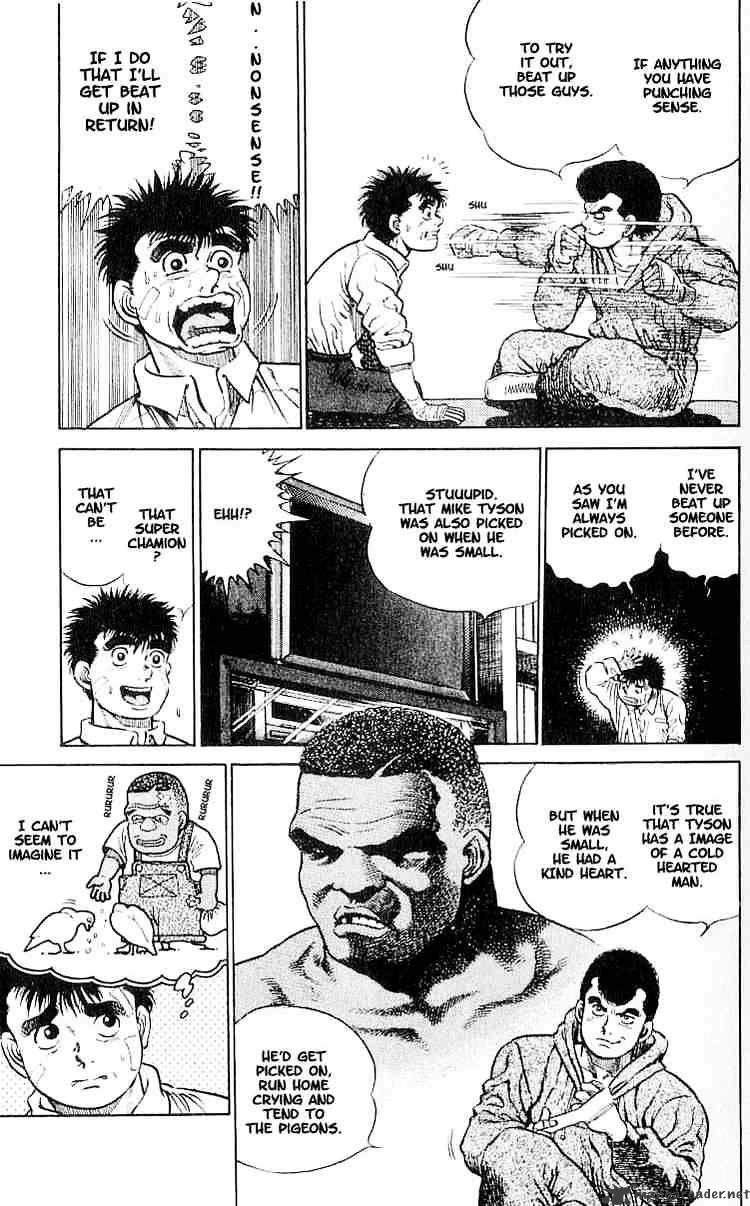 IF ANYTHING
YOU HAVE
PUNCHING
SENSE.
TO TRY
IT OUT,
BEAT UP
THOSE GUYS.
SHU
SHU
N..NONSENSE!!
IF I DO
THAT I'LL
GET BEAT
UP IN
RETURN!
I'VE
NEVER
BEAT UP
SOMEONE
BEFORE.
AS YOU
SAW I'M
ALWAYS
PICKED ON.
STUUUPID.
THAT MIKE TYSON
WAS ALSO PICKED
ON WHEN HE
WAS SMALL.
EHH!?
THAT
SUPER
CHAMION
?
THAT
CAN'T
BE
...
IT'S TRUE
THAT TYSON
HAS A IMAGE
OF A COLD
HEARTED
MAN.
BUT WHEN
HE WAS
SMALL,
HE HAD A
KIND HEART.
HE'D GET
PICKED ON,
RUN HOME
CRYING AND
TEND TO
THE PIGEONS.
RURURUR
RURURUR
I CAN'T
SEEM TO
IMAGINE IT
...